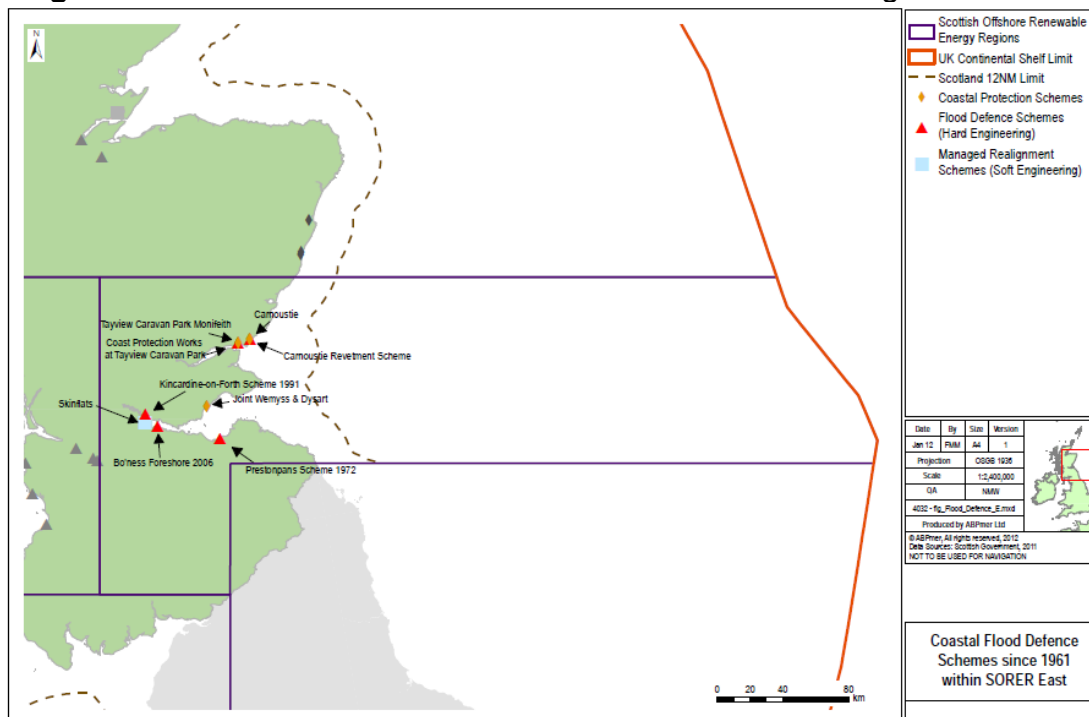 N
Tayview Caravan Park Monifeith
Carnoustie
Coast Protection Works
at Tayview Caravan Park
Carnoustie Revetment Scheme
Kincardine-on-Forth Scheme 1991
Skinflats
Joint Wemyss & Dysart
Bo'ness Foreshore 2006
Prestonpans Scheme 1972
0 20 40 80
km
Scottish Offshore Renewable
Energy Regions
UK Continental Shelf Limit
Scotland 12NM Limit
Coastal Protection Schemes
Flood Defence Schemes
(Hard Engineering)
Managed Realignment
Schemes (Soft Engineering)
Date By Size Version
Jan 12 FMM A4 1
Projection OSGB 1936
Scale 1:2,400,000
QA NMW
4032 - fig_Flood_Defence_E.mxd
Produced by ABPmer Ltd
© ABPmer, All rights reserved, 2012
Data Sources: Scottish Government, 2011
NOT TO BE USED FOR NAVIGATION
Coastal Flood Defence
Schemes since 1961
within SORER East